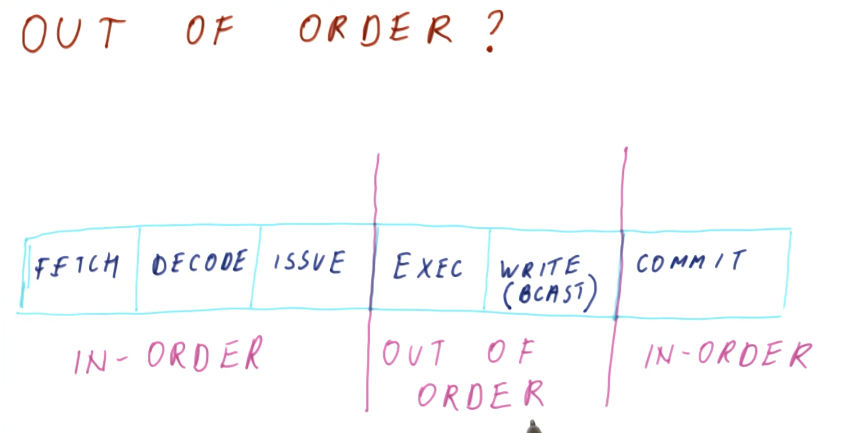 OUT OF ORDER?
FETCH DECODE ISSUE EXEC WRITE (BCAST) COMMIT
IN-ORDER OUT OF ORDER IN-ORDER